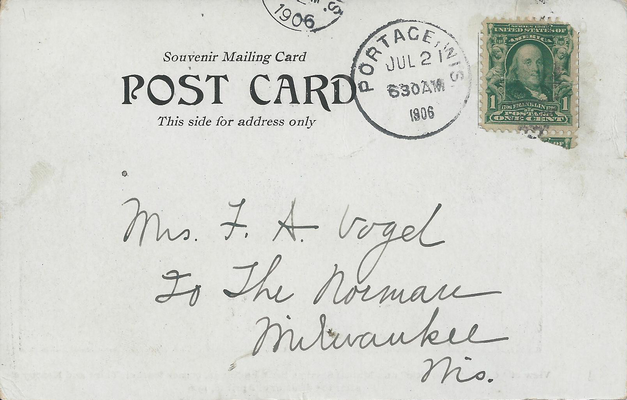 1906
Souvenir Mailing Card
POST CARD
This side for address only
PORTAGE, WIS.
JUL 21
630AM
1906
UNITED STATES OF
AMERICA
1 FRANKLIN 1
POSTAGE
ONE CENT
Mrs. F. A. Vogel
To The Norman
Milwaukee
Wis.